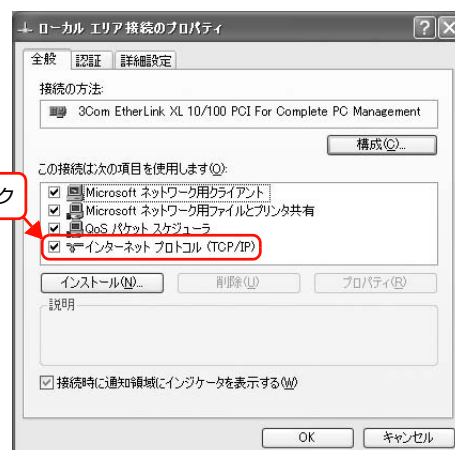 ローカル エリア接続のプロパティ
全般 認証 詳細設定
接続の方法:
3Com EtherLink XL 10/100 PCI For Complete PC Management
構成(C)...
この接続は次の項目を使用します(O):
ク
Microsoft ネットワーク用クライアント
Microsoft ネットワーク用ファイルとプリンタ共有
QoS パケット スケジューラ
インターネット プロトコル (TCP/IP)
インストール(N)... 削除(U) プロパティ(R)
説明
接続時に通知領域にインジケータを表示する(W)
OK キャンセル